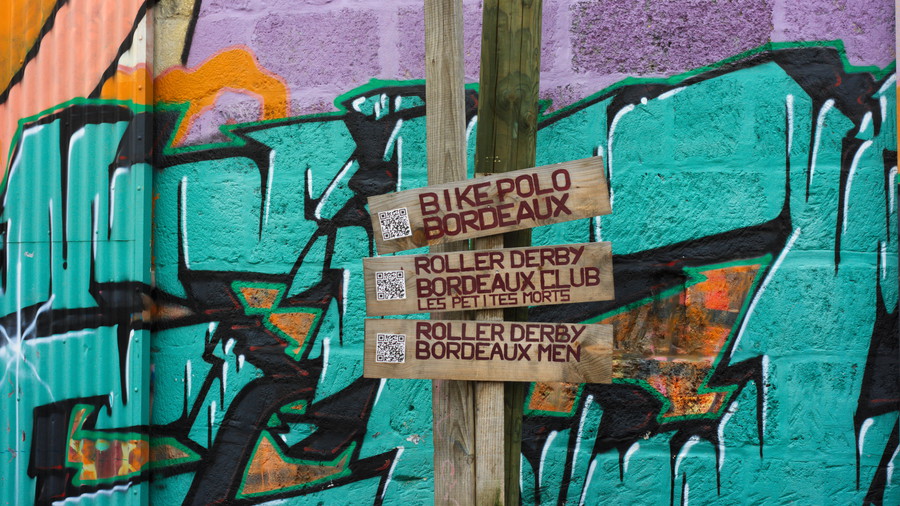 BIKE POLO
BORDEAUX
ROLLER DERBY
BORDEAUX CLUB
LES PETITES MORTS
ROLLER DERBY
BORDEAUX MEN